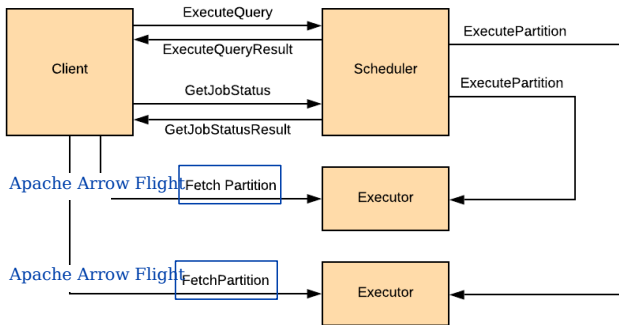 ExecuteQuery
ExecutePartition
ExecuteQueryResult
Client
Scheduler
ExecutePartition
GetJobStatus
GetJobStatusResult
Apache Arrow Flight
Fetch Partition
Executor
Apache Arrow Flight
FetchPartition
Executor